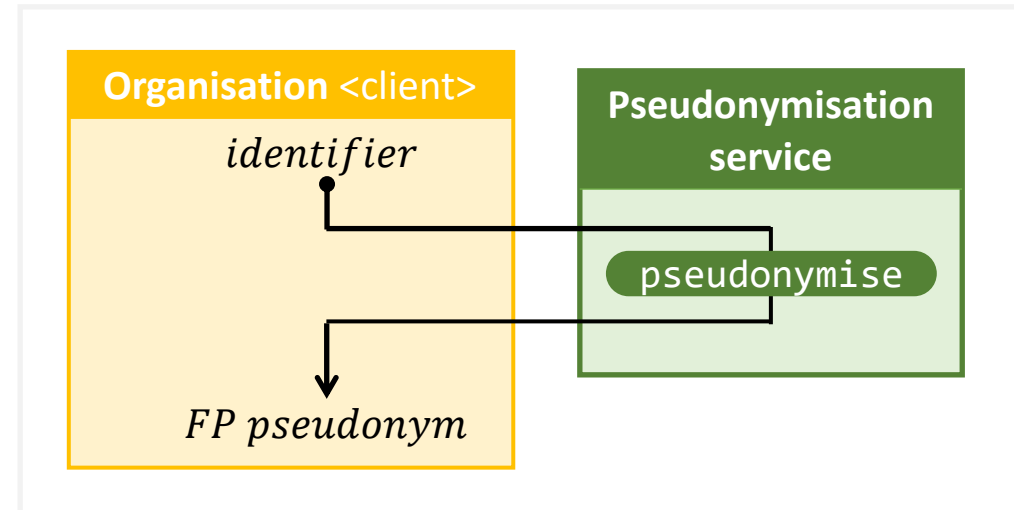 Organisation <client>
identifier
FP pseudonym
Pseudonymisation
service
pseudonymise